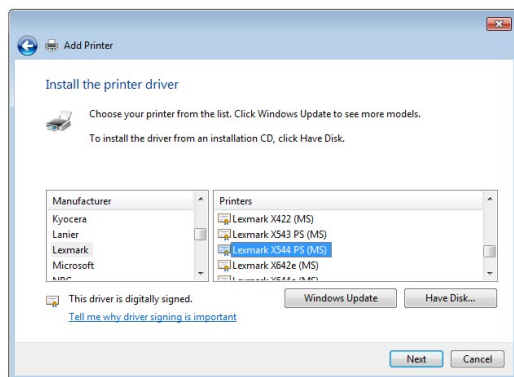 Add Printer
Install the printer driver
Choose your printer from the list. Click Windows Update to see more models.
To install the driver from an installation CD, click Have Disk.
Manufacturer
Kyocera
Lanier
Lexmark
Microsoft
Printers
Lexmark X422 (MS)
Lexmark X543 PS (MS)
Lexmark X544 PS (MS)
Lexmark X642e (MS)
This driver is digitally signed.
Tell me why driver signing is important
Windows Update
Have Disk...
Next
Cancel